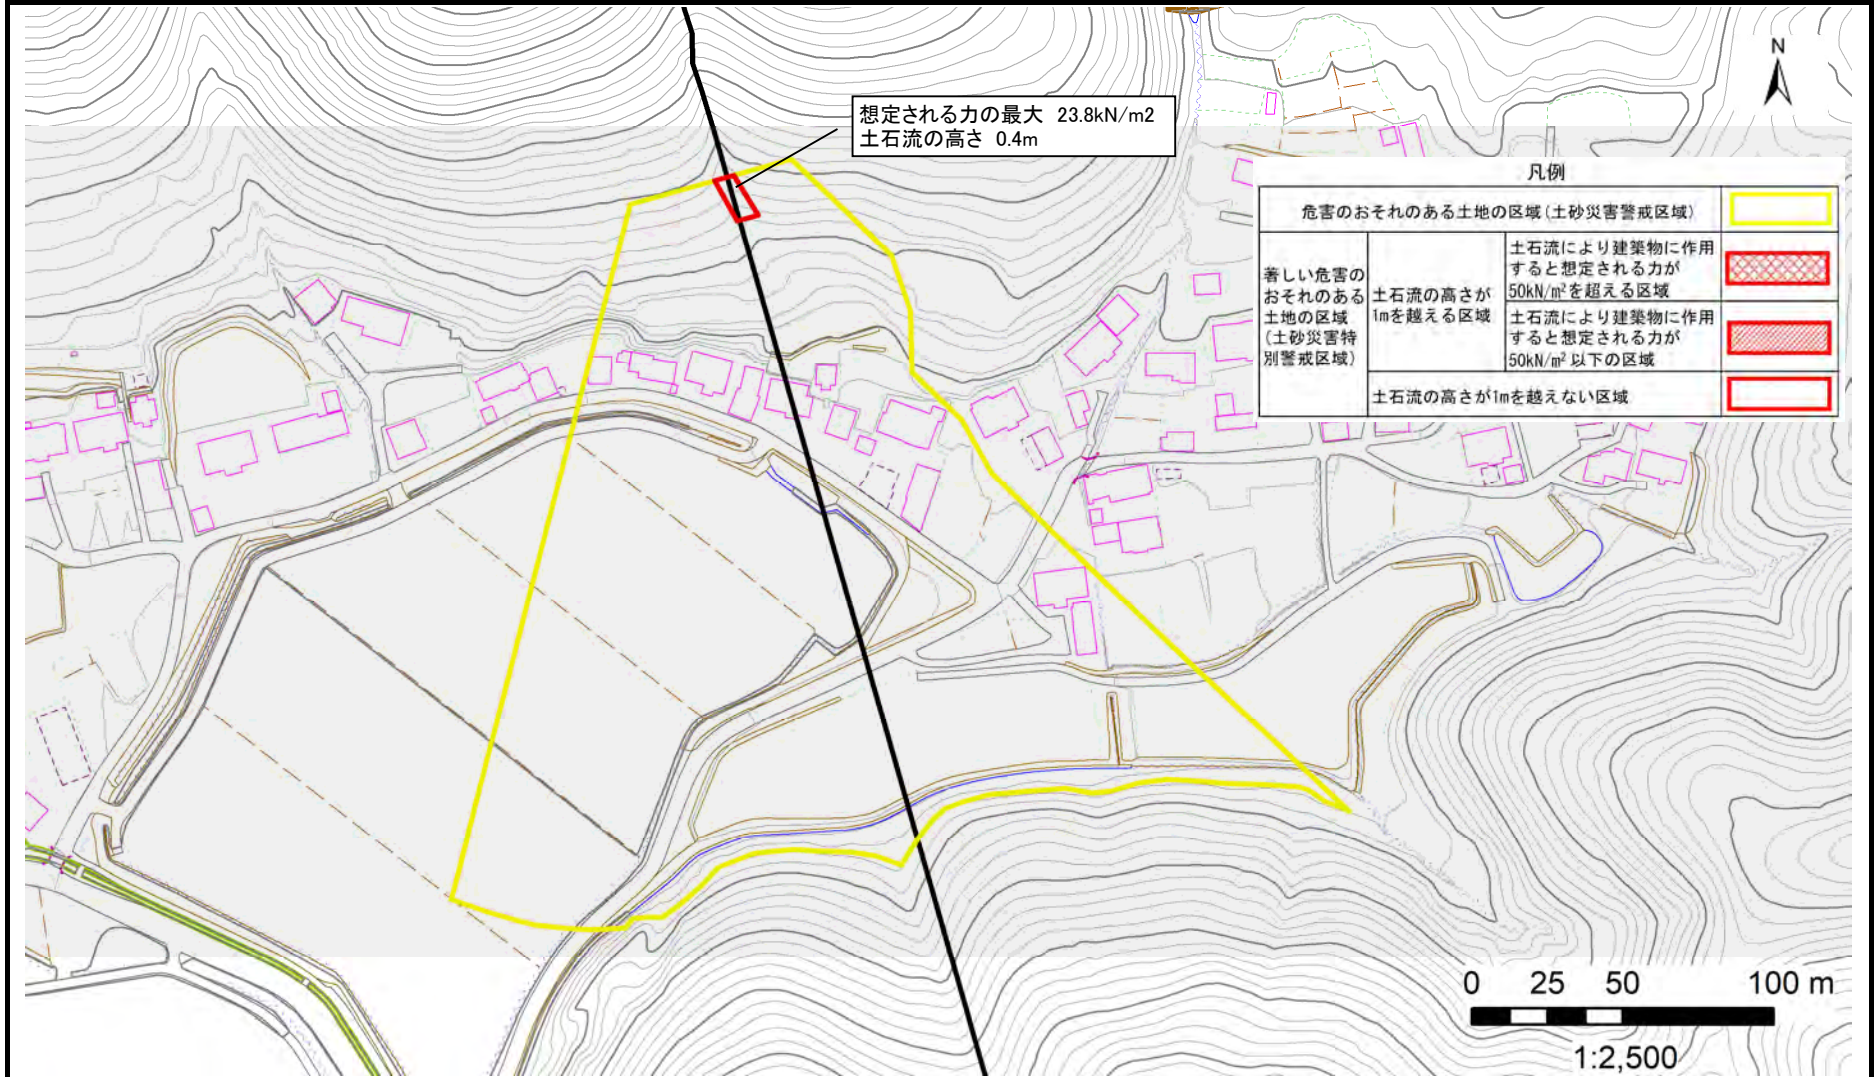 N
想定される力の最大 23.8kN/m2
土石流の高さ 0.4m
凡例
危害のおそれのある土地の区域(土砂災害警戒区域)
著しい危害の
おそれのある
土地の区域
(土砂災害特
別警戒区域)
土石流の高さが
1mを越える区域
土石流により建築物に作用
すると想定される力が
50kN/m²を超える区域
土石流により建築物に作用
すると想定される力が
50kN/m²以下の区域
土石流の高さが1mを越えない区域
0 25 50 100 m
1:2,500